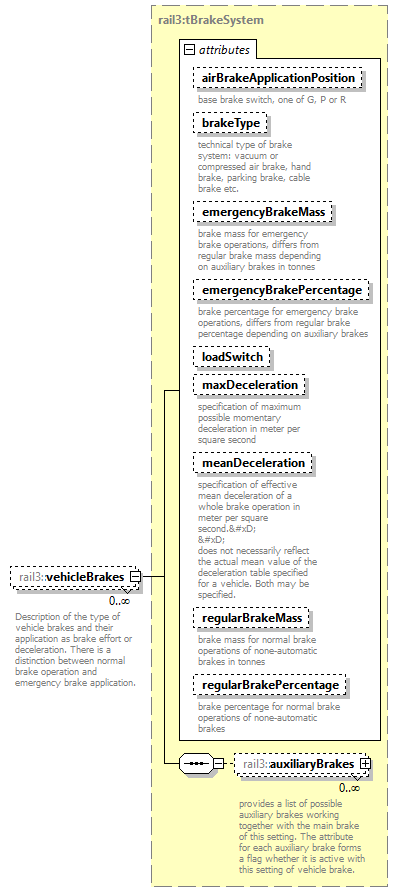 rail3:tBrakeSystem
attributes
airBrakeApplicationPosition
base brake switch, one of G, P or R
brakeType
technical type of brake
system: vacuum or
compressed air brake, hand
brake, parking brake, cable
brake etc.
emergencyBrakeMass
brake mass for emergency
brake operations, differs from
regular brake mass depending
on auxiliary brakes in tonnes
emergencyBrakePercentage
brake percentage for emergency brake
operations, differs from regular brake
percentage depending on auxiliary brakes
loadSwitch
maxDeceleration
specification of maximum
possible momentary
deceleration in meter per
square second
meanDeceleration
specification of effective
mean deceleration of a
whole brake operation in
meter per square
second.&#xD;
&#xD;
does not necessarily reflect
the actual mean value of the
deceleration table specified
for a vehicle. Both may be
specified.
rail3:vehicleBrakes
0..∞
Description of the type of
vehicle brakes and their
application as brake effort or
deceleration. There is a
distinction between normal
brake operation and
emergency brake application.
regularBrakeMass
brake mass for normal brake
operations of none-automatic
brakes in tonnes
regularBrakePercentage
brake percentage for normal brake
operations of none-automatic
brakes
rail3:auxiliaryBrakes
0..∞
provides a list of possible
auxiliary brakes working
together with the main brake
of this setting. The attribute
for each auxiliary brake forms
a flag whether it is active with
this setting of vehicle brake.